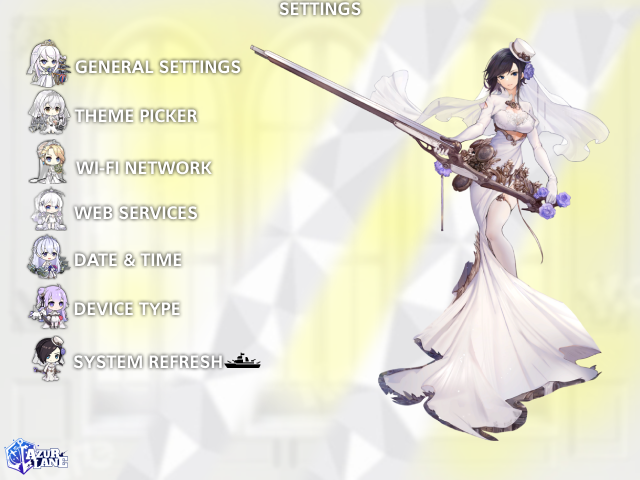 SETTINGS
GENERAL SETTINGS
THEME PICKER
WI-FI NETWORK
WEB SERVICES
DATE & TIME
DEVICE TYPE
SYSTEM REFRESH
AZUR
LANE